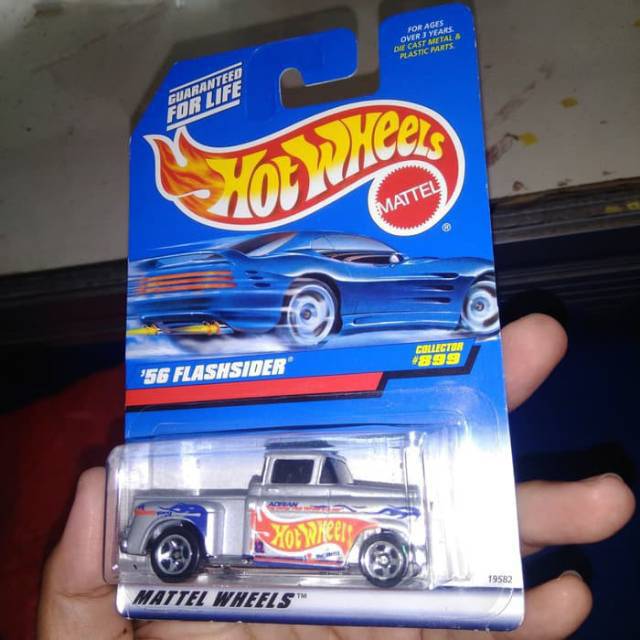 GUARANTEED
FOR LIFE
FOR AGES
OVER 3 YEARS.
DIE CAST METAL &
PLASTIC PARTS.
HOT WHEELS
MATTEL
®
'56 FLASHSIDER®
COLLECTOR
#899
HOT WHEELS
19582
MATTEL WHEELS™